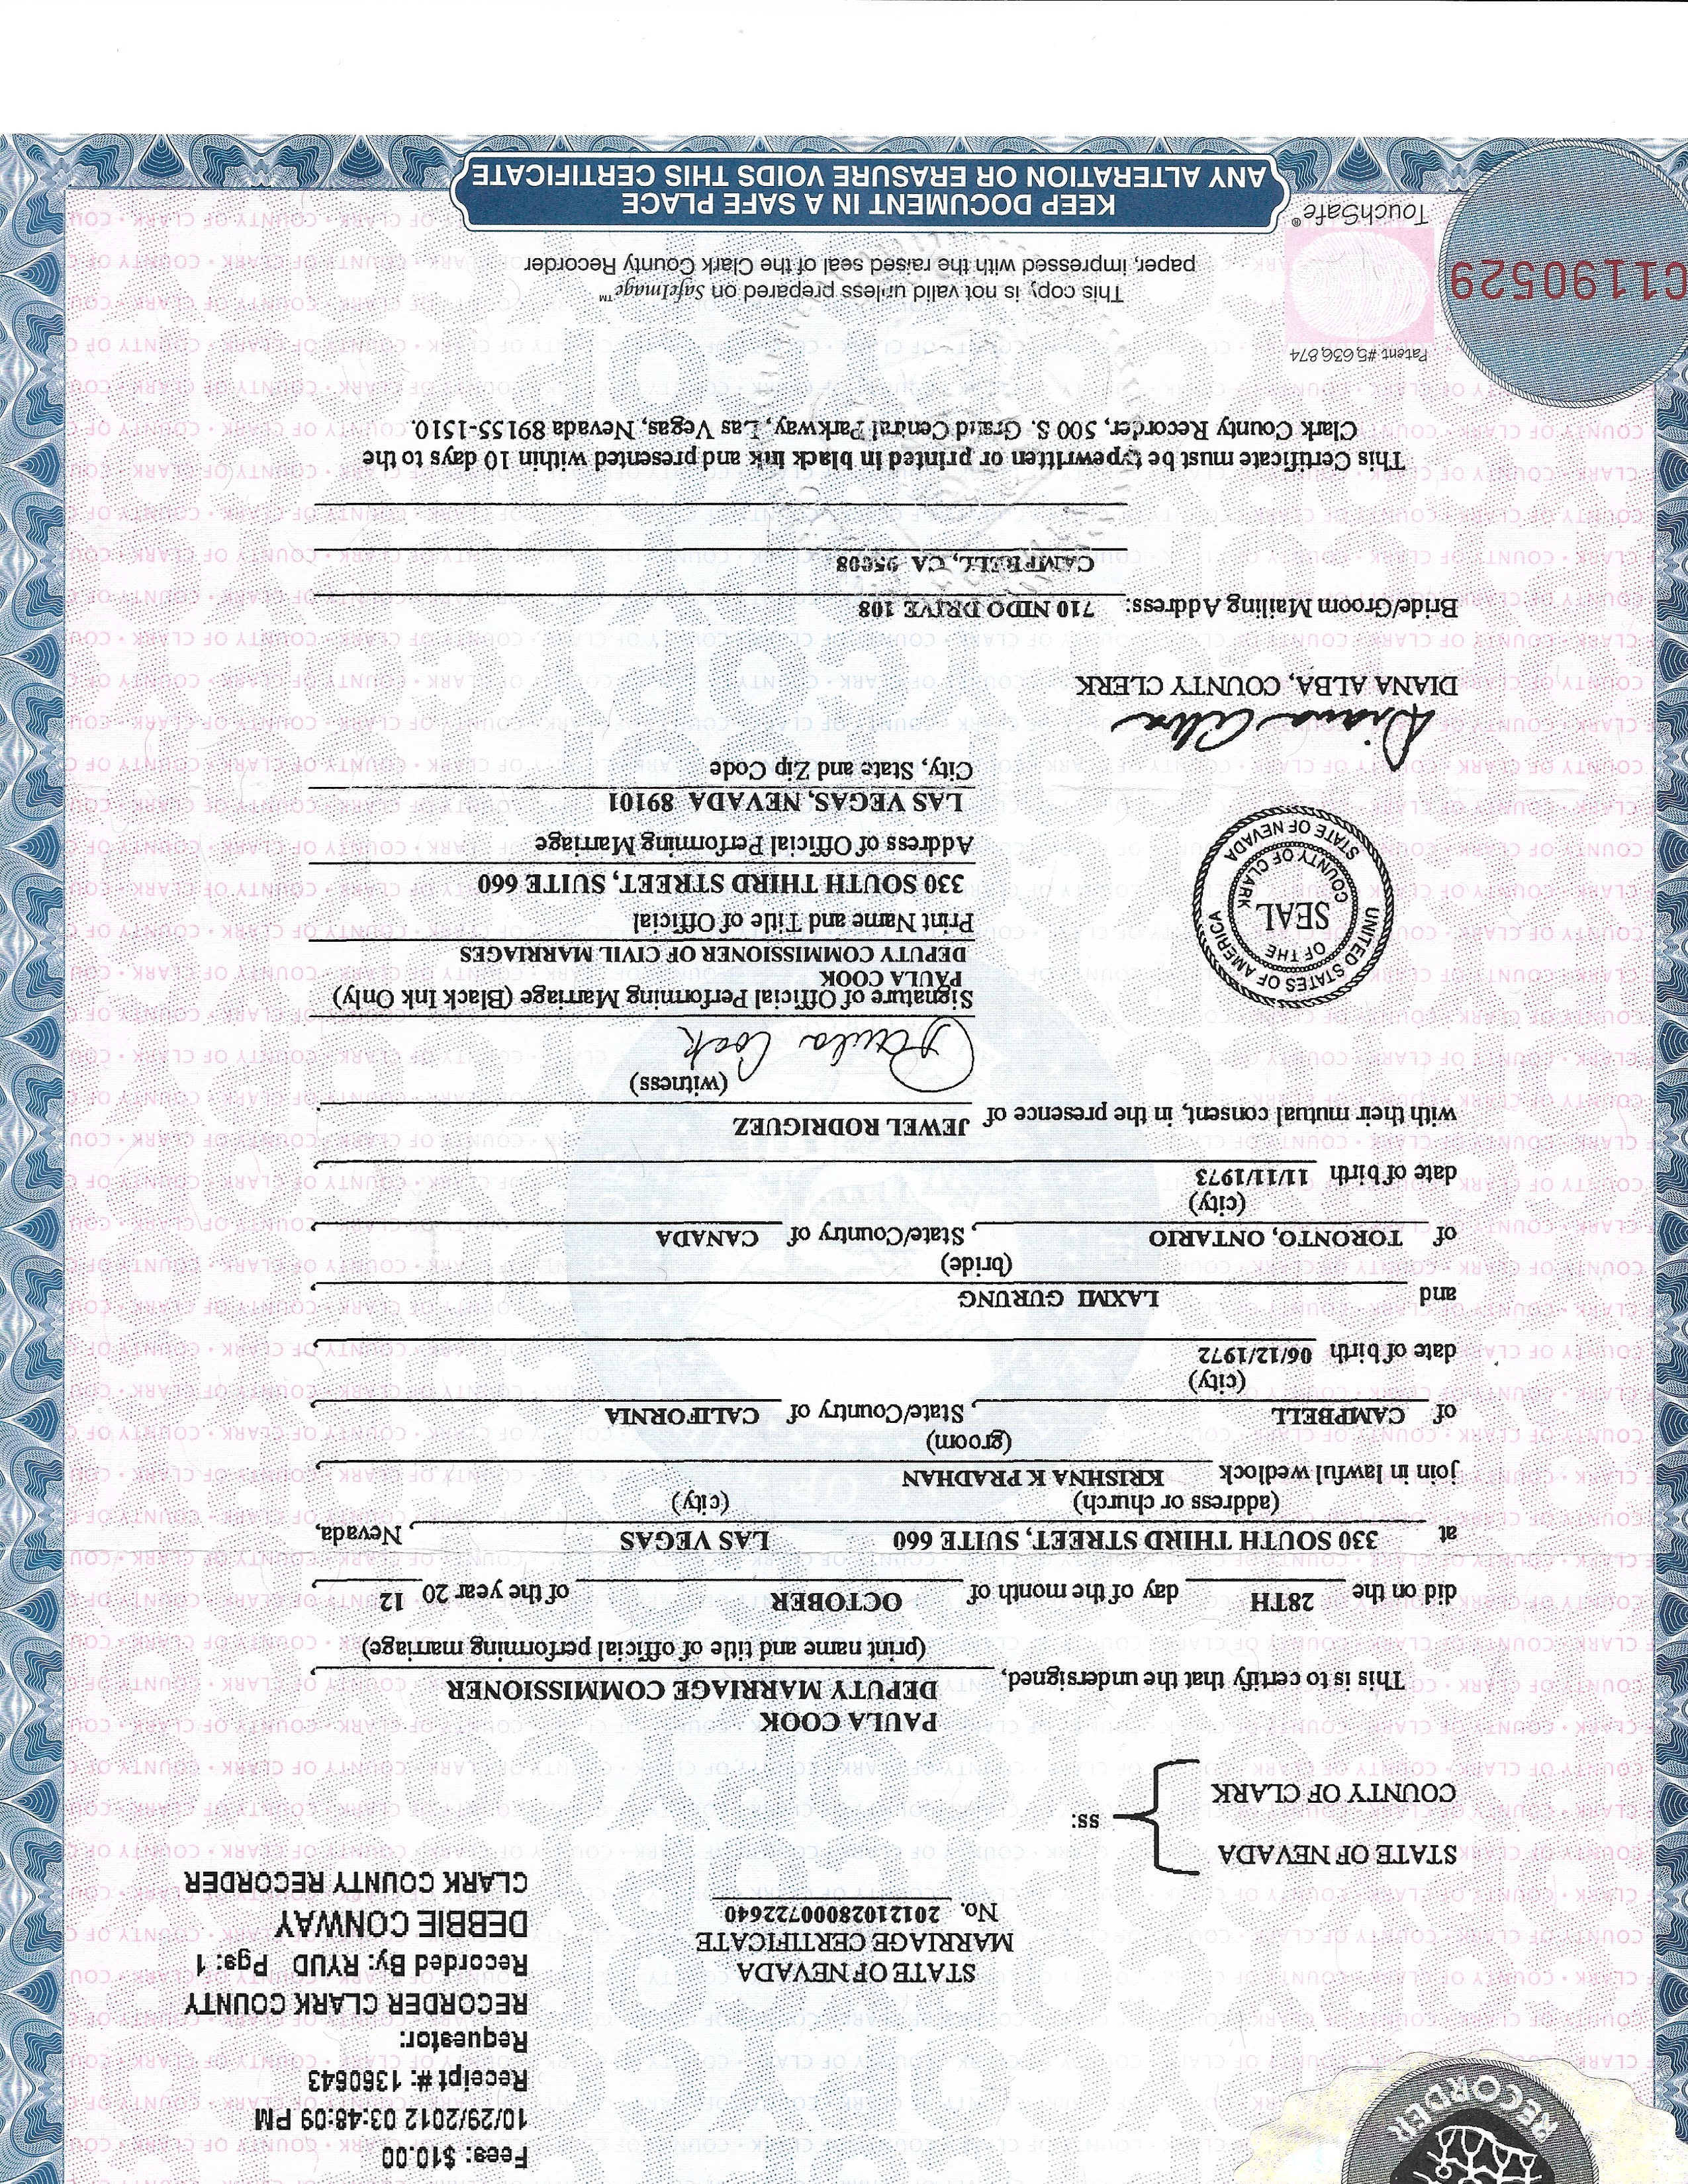 RECORDER
Fees: $10.00
10/29/2012 03:48:09 PM
Receipt #: 1360643
Requestor:
RECORDER CLARK COUNTY
Recorded By: RYUD Pgs: 1
DEBBIE CONWAY
CLARK COUNTY RECORDER
STATE OF NEVADA
MARRIAGE CERTIFICATE
No. 20121028000722640
STATE OF NEVADA
COUNTY OF CLARK
ss:
PAULA COOK
This is to certify that the undersigned, DEPUTY MARRIAGE COMMISSIONER
(print name and title of official performing marriage)
did on the 28TH day of the month of OCTOBER of the year 20 12
at 330 SOUTH THIRD STREET, SUITE 660 LAS VEGAS, Nevada,
(address or church) (city)
join in lawful wedlock KRISHNA K PRADHAN,
(groom)
of CAMPBELL, State/Country of CALIFORNIA,
(city)
date of birth 06/12/1972,
and LAXMI GURUNG,
(bride)
of TORONTO, ONTARIO, State/Country of CANADA,
(city)
date of birth 11/11/1973,
with their mutual consent, in the presence of JEWEL RODRIGUEZ.
(witness)
Paula Cook
Signature of Official Performing Marriage (Black Ink Only)
PAULA COOK
DEPUTY COMMISSIONER OF CIVIL MARRIAGES
Print Name and Title of Official
330 SOUTH THIRD STREET, SUITE 660
Address of Official Performing Marriage
LAS VEGAS, NEVADA 89101
City, State and Zip Code
UNITED STATES OF AMERICA
OF THE
SEAL
COUNTY OF CLARK
STATE OF NEVADA
Diana Alba
DIANA ALBA, COUNTY CLERK
Bride/Groom Mailing Address: 710 NIDO DRIVE 108
CAMPBELL, CA 95008
This Certificate must be typewritten or printed in black ink and presented within 10 days to the
Clark County Recorder, 500 S. Grand Central Parkway, Las Vegas, Nevada 89155-1510.
Patent #5,636,874
C1190529
This copy is not valid unless prepared on SafeImage™
paper, impressed with the raised seal of the Clark County Recorder
TouchSafe®
KEEP DOCUMENT IN A SAFE PLACE
ANY ALTERATION OR ERASURE VOIDS THIS CERTIFICATE